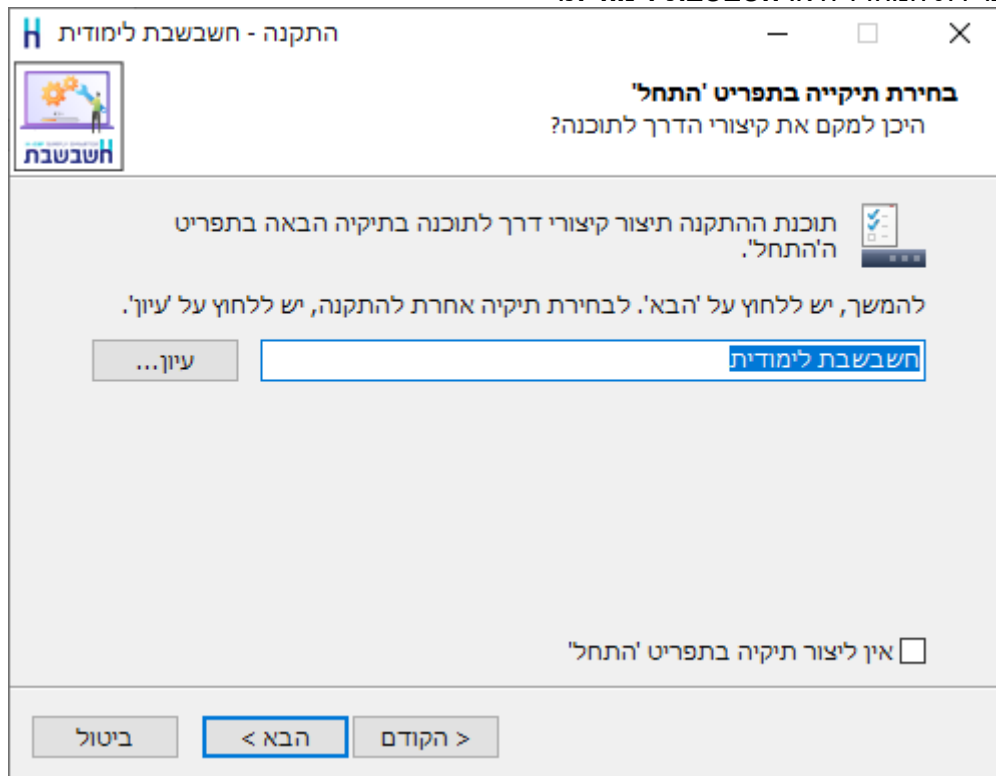 התקנה - חשבשבת לימודית
בחירת תיקייה בתפריט 'התחל'
היכן למקם את קיצורי הדרך לתוכנה?
חשבשבת
תוכנת ההתקנה תיצור קיצורי דרך לתוכנה בתיקיה הבאה בתפריט
ה'התחל'.
להמשך, יש ללחוץ על 'הבא'. לבחירת תיקיה אחרת להתקנה, יש ללחוץ על 'עיון'.
חשבשבת לימודית
עיון...
אין ליצור תיקיה בתפריט 'התחל'
< הקודם
הבא >
ביטול